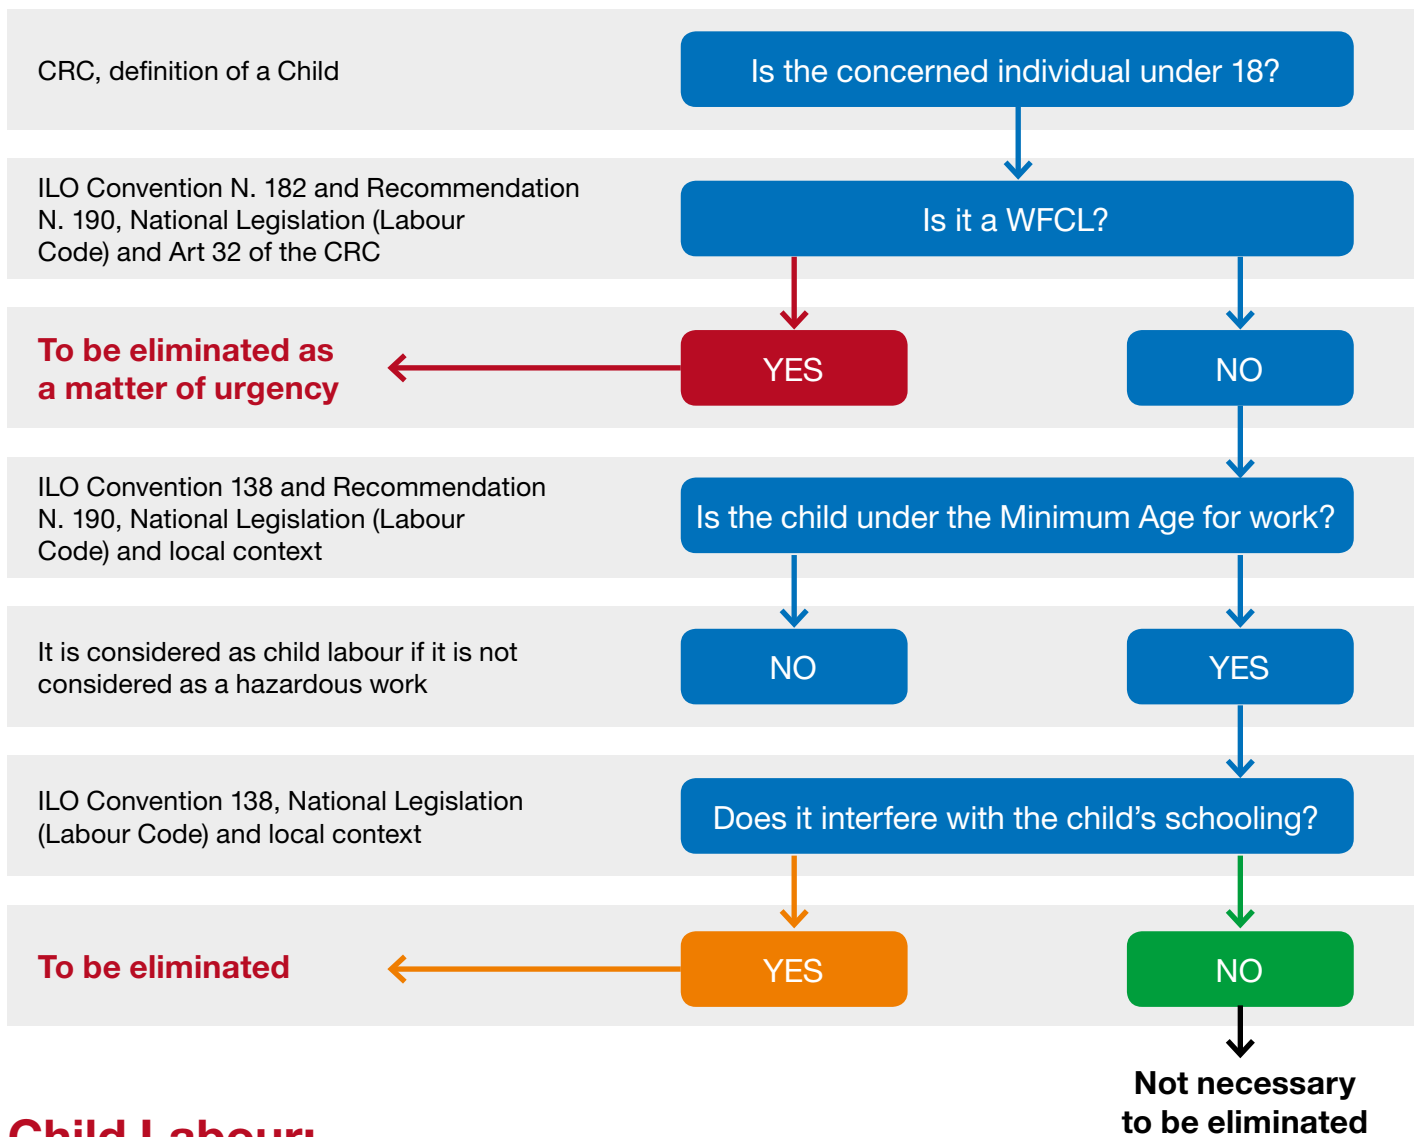 CRC, definition of a Child
Is the concerned individual under 18?
ILO Convention N. 182 and Recommendation
N. 190, National Legislation (Labour
Code) and Art 32 of the CRC
Is it a WFCL?
To be eliminated as
a matter of urgency
YES
NO
ILO Convention 138 and Recommendation
N. 190, National Legislation (Labour
Code) and local context
Is the child under the Minimum Age for work?
It is considered as child labour if it is not
considered as a hazardous work
NO
YES
ILO Convention 138, National Legislation
(Labour Code) and local context
Does it interfere with the child’s schooling?
To be eliminated
YES
NO
Not necessary
to be eliminated
Child Labour: